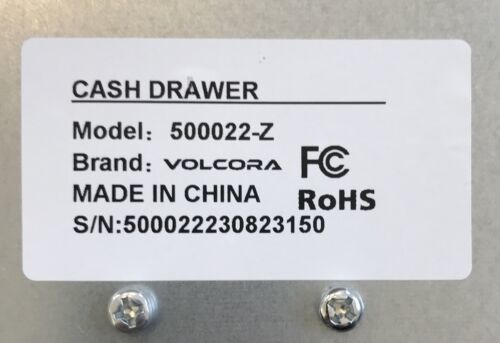 CASH DRAWER
Model: 500022-Z
Brand: VOLCORA FC
MADE IN CHINA RoHS
S/N:500022230823150